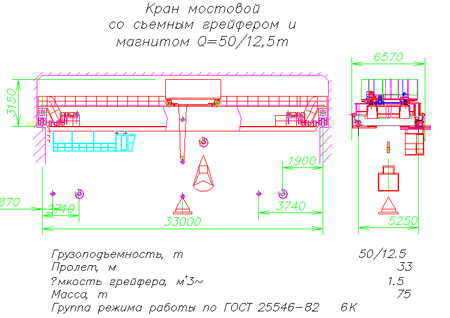 Кран мостовой
со съемным грейфером и
магнитом Q=50/12,5т
6570
3150
1900
870
2710
3740
33000
5250
Грузоподъемность, т 50/12.5
Пролет, м 33
?мкость грейфера, м'3~ 1.5
Масса, т 75
Группа режима работы по ГОСТ 25546-82 6К